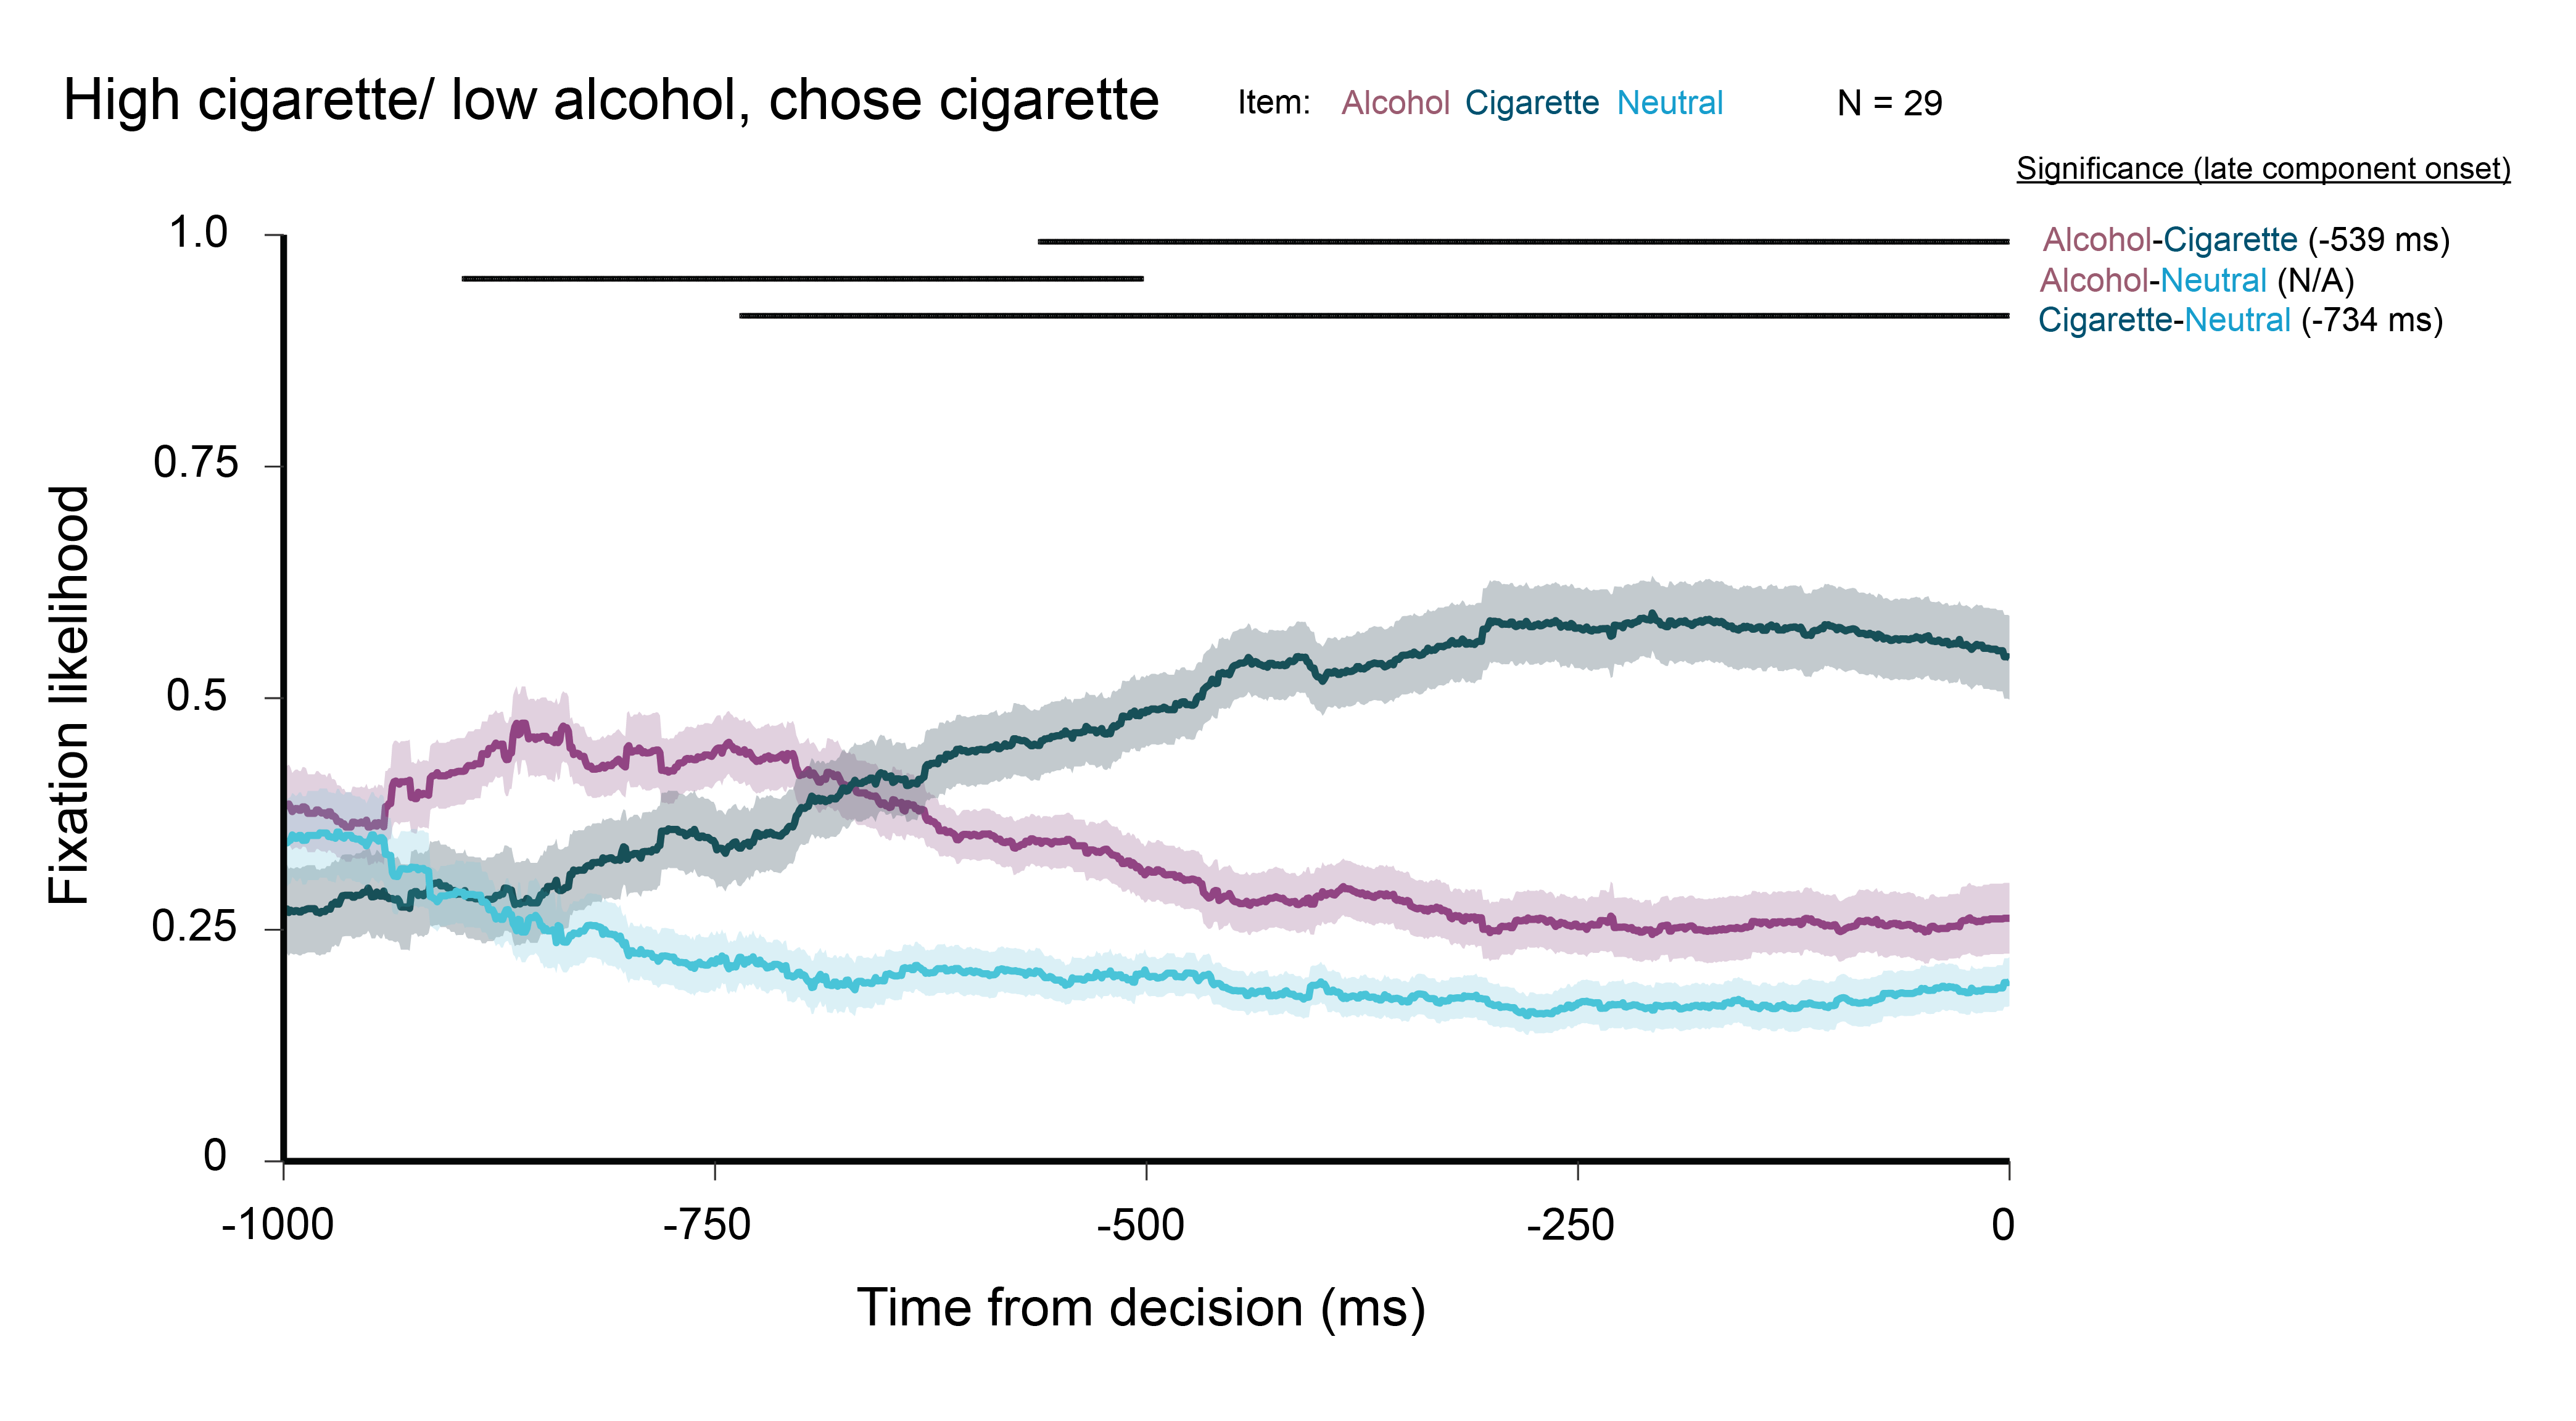 High cigarette/ low alcohol, chose cigarette Item: Alcohol Cigarette Neutral N = 29
Significance (late component onset)
Alcohol-Cigarette (-539 ms)
Alcohol-Neutral (N/A)
Cigarette-Neutral (-734 ms)
Fixation likelihood
1.0
0.75
0.5
0.25
0
-1000 -750 -500 -250 0
Time from decision (ms)